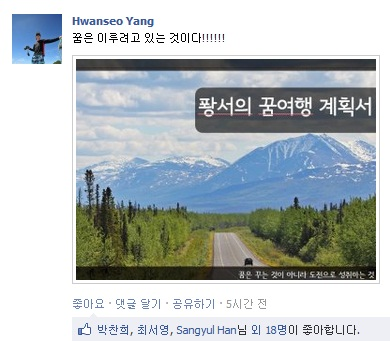 Hwanseo Yang
꿈은 이루려고 있는 것이다!!!!!!
퐝서의 꿈여행 계획서
꿈은 꾸는 것이 아니라 도전으로 성취하는 것
좋아요 · 댓글 달기 · 공유하기 · 5시간 전
박찬희, 최서영, Sangyul Han님 외 18명이 좋아합니다.